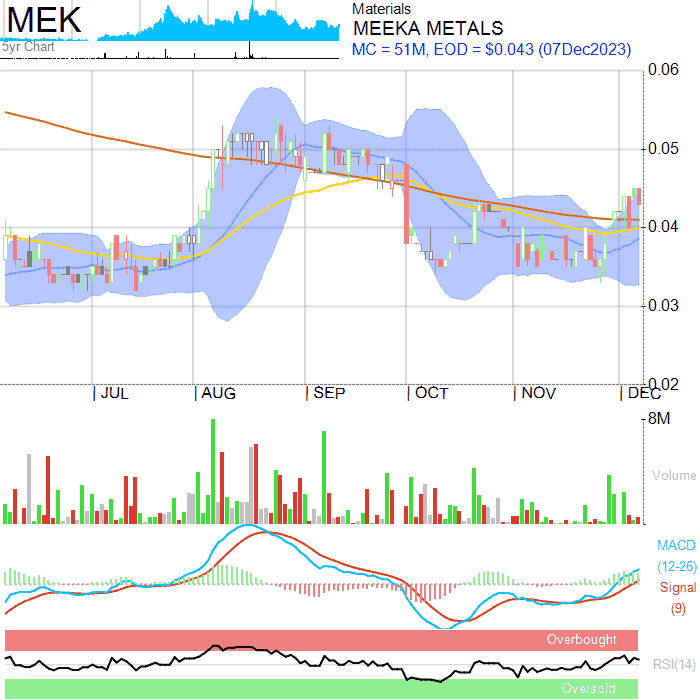 MEK
5yr Chart
Materials
MEEKA METALS
MC = 51M, EOD = $0.043 (07Dec2023)
0.06
0.05
0.04
0.03
0.02
JUL
AUG
SEP
OCT
NOV
DEC
8M
Volume
MACD
(12-26)
Signal
(9)
Overbought
RSI(14)
Oversold